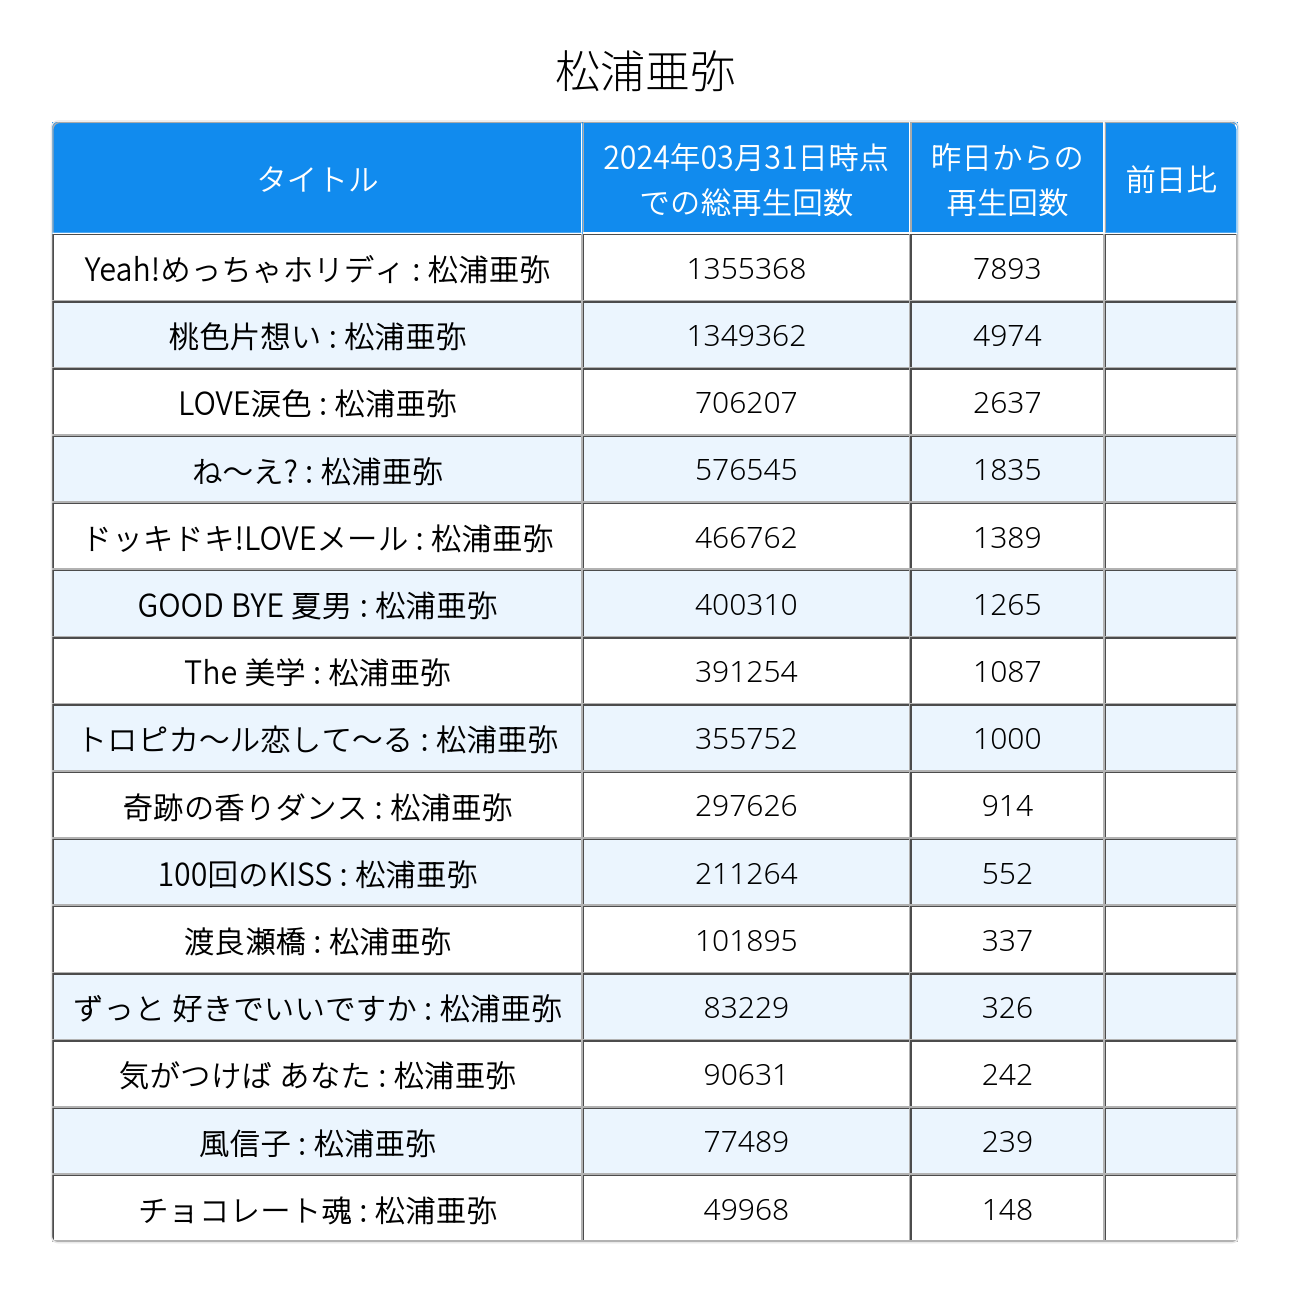 松浦亜弥
タイトル
2024年03月31日時点
での総再生回数
昨日からの
再生回数
前日比
Yeah!めっちゃホリディ : 松浦亜弥 1355368 7893
桃色片想い : 松浦亜弥 1349362 4974
LOVE涙色 : 松浦亜弥 706207 2637
ね～え? : 松浦亜弥 576545 1835
ドッキドキ!LOVEメール : 松浦亜弥 466762 1389
GOOD BYE 夏男 : 松浦亜弥 400310 1265
The 美学 : 松浦亜弥 391254 1087
トロピカ～ル恋して～る : 松浦亜弥 355752 1000
奇跡の香りダンス : 松浦亜弥 297626 914
100回のKISS : 松浦亜弥 211264 552
渡良瀬橋 : 松浦亜弥 101895 337
ずっと 好きでいいですか : 松浦亜弥 83229 326
気がつけば あなた : 松浦亜弥 90631 242
風信子 : 松浦亜弥 77489 239
チョコレート魂 : 松浦亜弥 49968 148